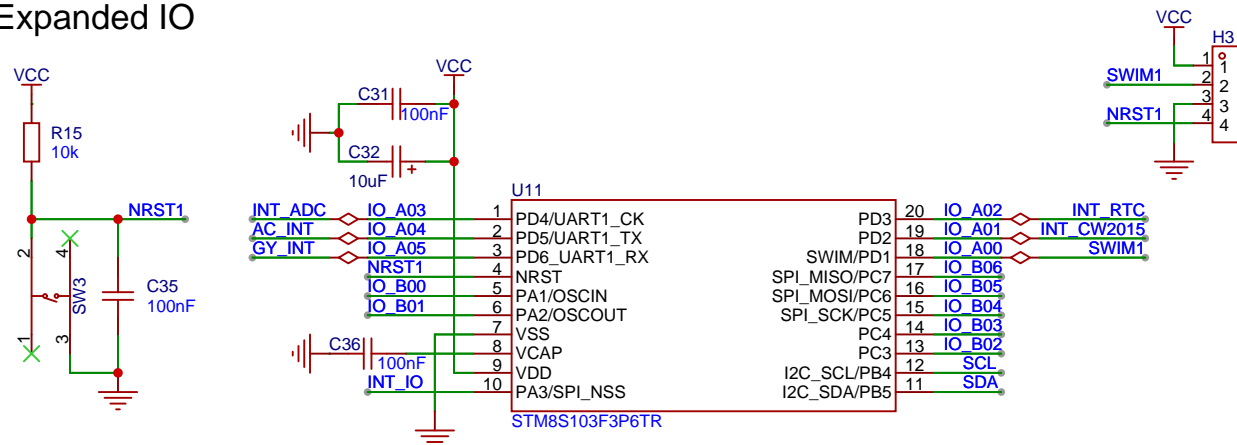 Expanded IO
VCC
R15
10k
NRST1
2
4
1
3
SW3
C35
100nF
VCC
C31
100nF
C32
+
10uF
U11
INT_ADC IO_A03 1 PD4/UART1_CK
AC_INT IO_A04 2 PD5/UART1_TX
GY_INT IO_A05 3 PD6_UART1_RX
NRST1 4 NRST
IO_B00 5 PA1/OSCIN
IO_B01 6 PA2/OSCOUT
7 VSS
C36 8 VCAP
100nF
9 VDD
INT_IO 10 PA3/SPI_NSS
PD3 20 IO_A02 INT_RTC
PD2 19 IO_A01 INT_CW2015
SWIM/PD1 18 IO_A00 SWIM1
SPI_MISO/PC7 17 IO_B06
SPI_MOSI/PC6 16 IO_B05
SPI_SCK/PC5 15 IO_B04
PC4 14 IO_B03
PC3 13 IO_B02
I2C_SCL/PB4 12 SCL
I2C_SDA/PB5 11 SDA
STM8S103F3P6TR
VCC
H3
1 1
SWIM1 2 2
3 3
NRST1 4 4